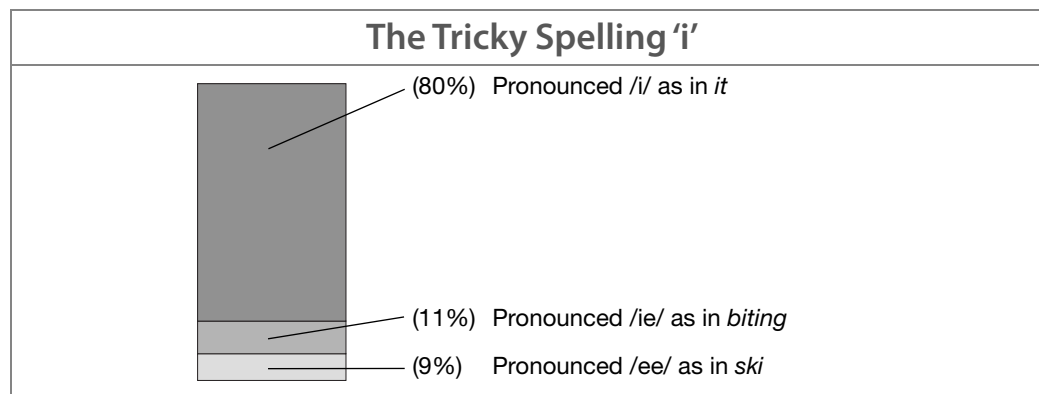 The Tricky Spelling ‘i’
(80%) Pronounced /i/ as in it
(11%) Pronounced /ie/ as in biting
(9%) Pronounced /ee/ as in ski